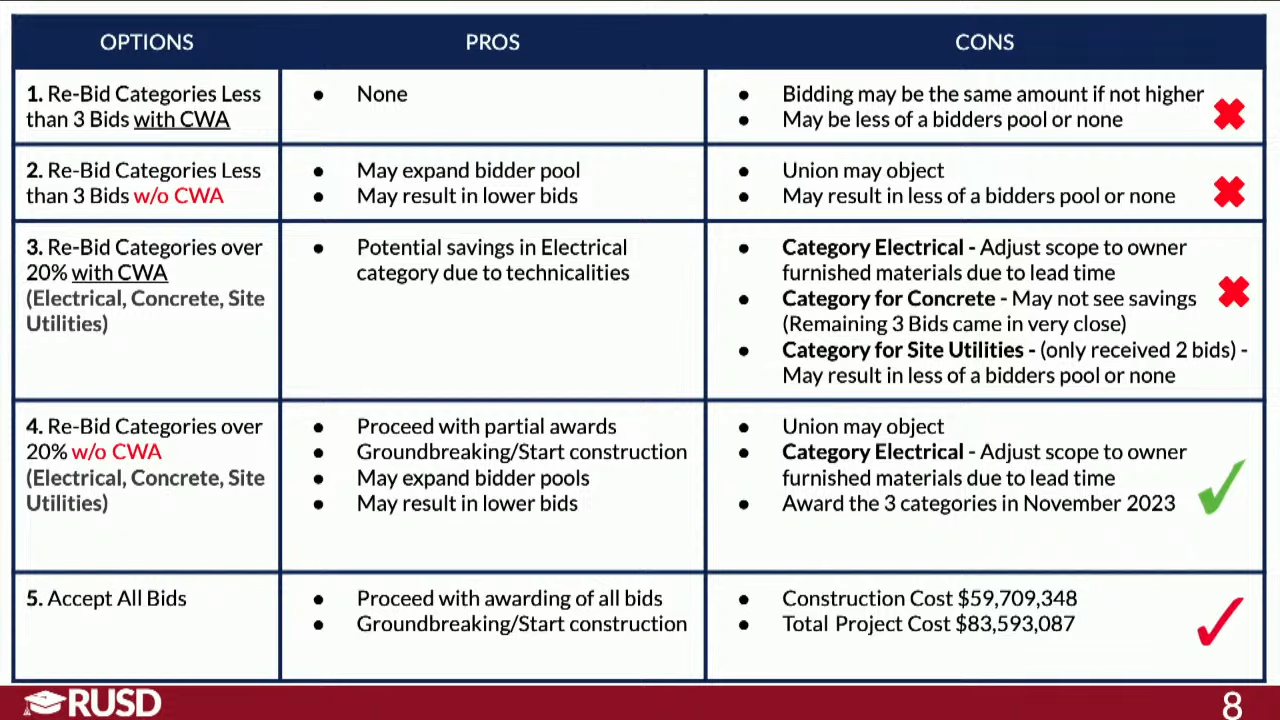 OPTIONS PROS CONS
1. Re-Bid Categories Less
than 3 Bids with CWA
● None
● Bidding may be the same amount if not higher
● May be less of a bidders pool or none
2. Re-Bid Categories Less
than 3 Bids w/o CWA
● May expand bidder pool
● May result in lower bids
● Union may object
● May result in less of a bidders pool or none
3. Re-Bid Categories over
20% with CWA
(Electrical, Concrete, Site
Utilities)
● Potential savings in Electrical
category due to technicalities
● Category Electrical - Adjust scope to owner
furnished materials due to lead time
● Category for Concrete - May not see savings
(Remaining 3 Bids came in very close)
● Category for Site Utilities - (only received 2 bids) -
May result in less of a bidders pool or none
4. Re-Bid Categories over
20% w/o CWA
(Electrical, Concrete, Site
Utilities)
● Proceed with partial awards
● Groundbreaking/Start construction
● May expand bidder pools
● May result in lower bids
● Union may object
● Category Electrical - Adjust scope to owner
furnished materials due to lead time
● Award the 3 categories in November 2023
5. Accept All Bids
● Proceed with awarding of all bids
● Groundbreaking/Start construction
● Construction Cost $59,709,348
● Total Project Cost $83,593,087
RUSD
8